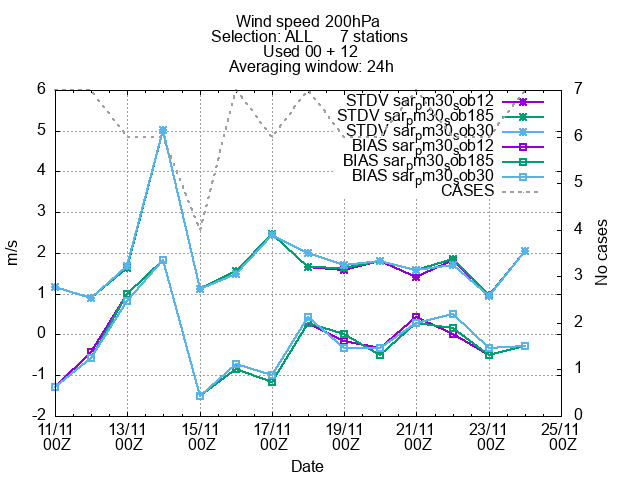 Wind speed 200hPa
Selection: ALL 7 stations
Used 00 + 12
Averaging window: 24h
6 7
STDV sar_pm30_sob12
STDV sar_pm30_sob185
5 6
STDV sar_pm30_sob30
BIAS sar_pm30_sob12
BIAS sar_pm30_sob185
BIAS sar_pm30_sob30
4 5
CASES
3 4
2 3
1 2
0 1
-1 0
-2
m/s
No cases
11/11 13/11 15/11 17/11 19/11 21/11 23/11 25/11
00Z 00Z 00Z 00Z 00Z 00Z 00Z 00Z
Date